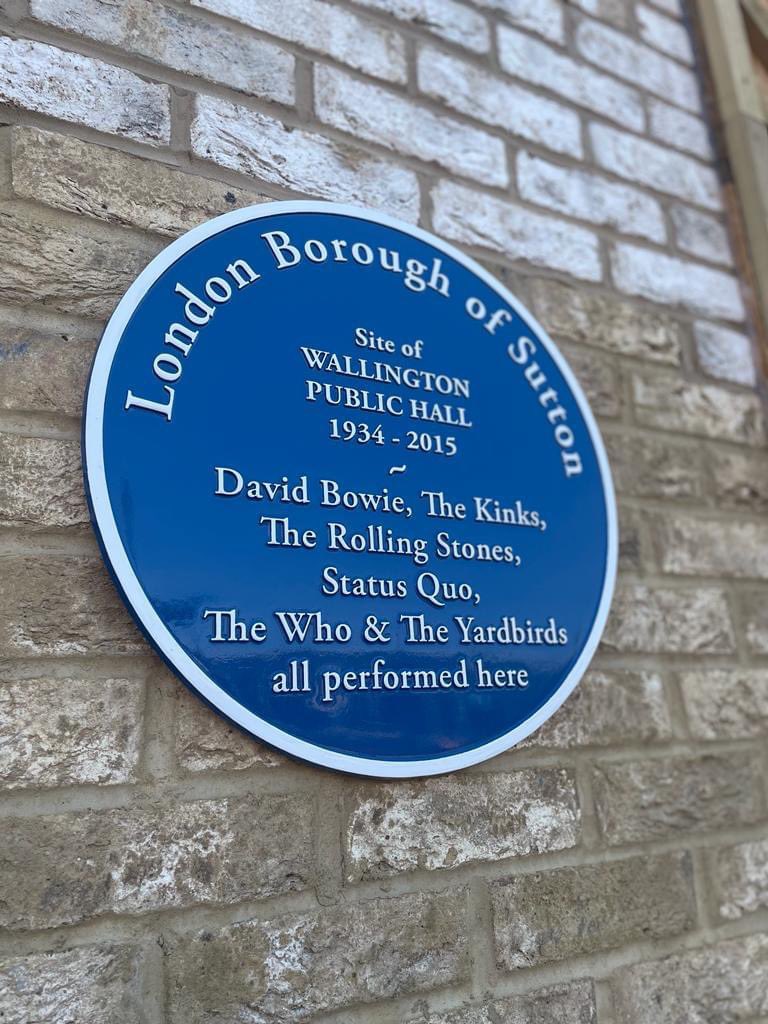 London Borough of Sutton
Site of
WALLINGTON
PUBLIC HALL
1934 - 2015
~
David Bowie, The Kinks,
The Rolling Stones,
Status Quo,
The Who & The Yardbirds
all performed here